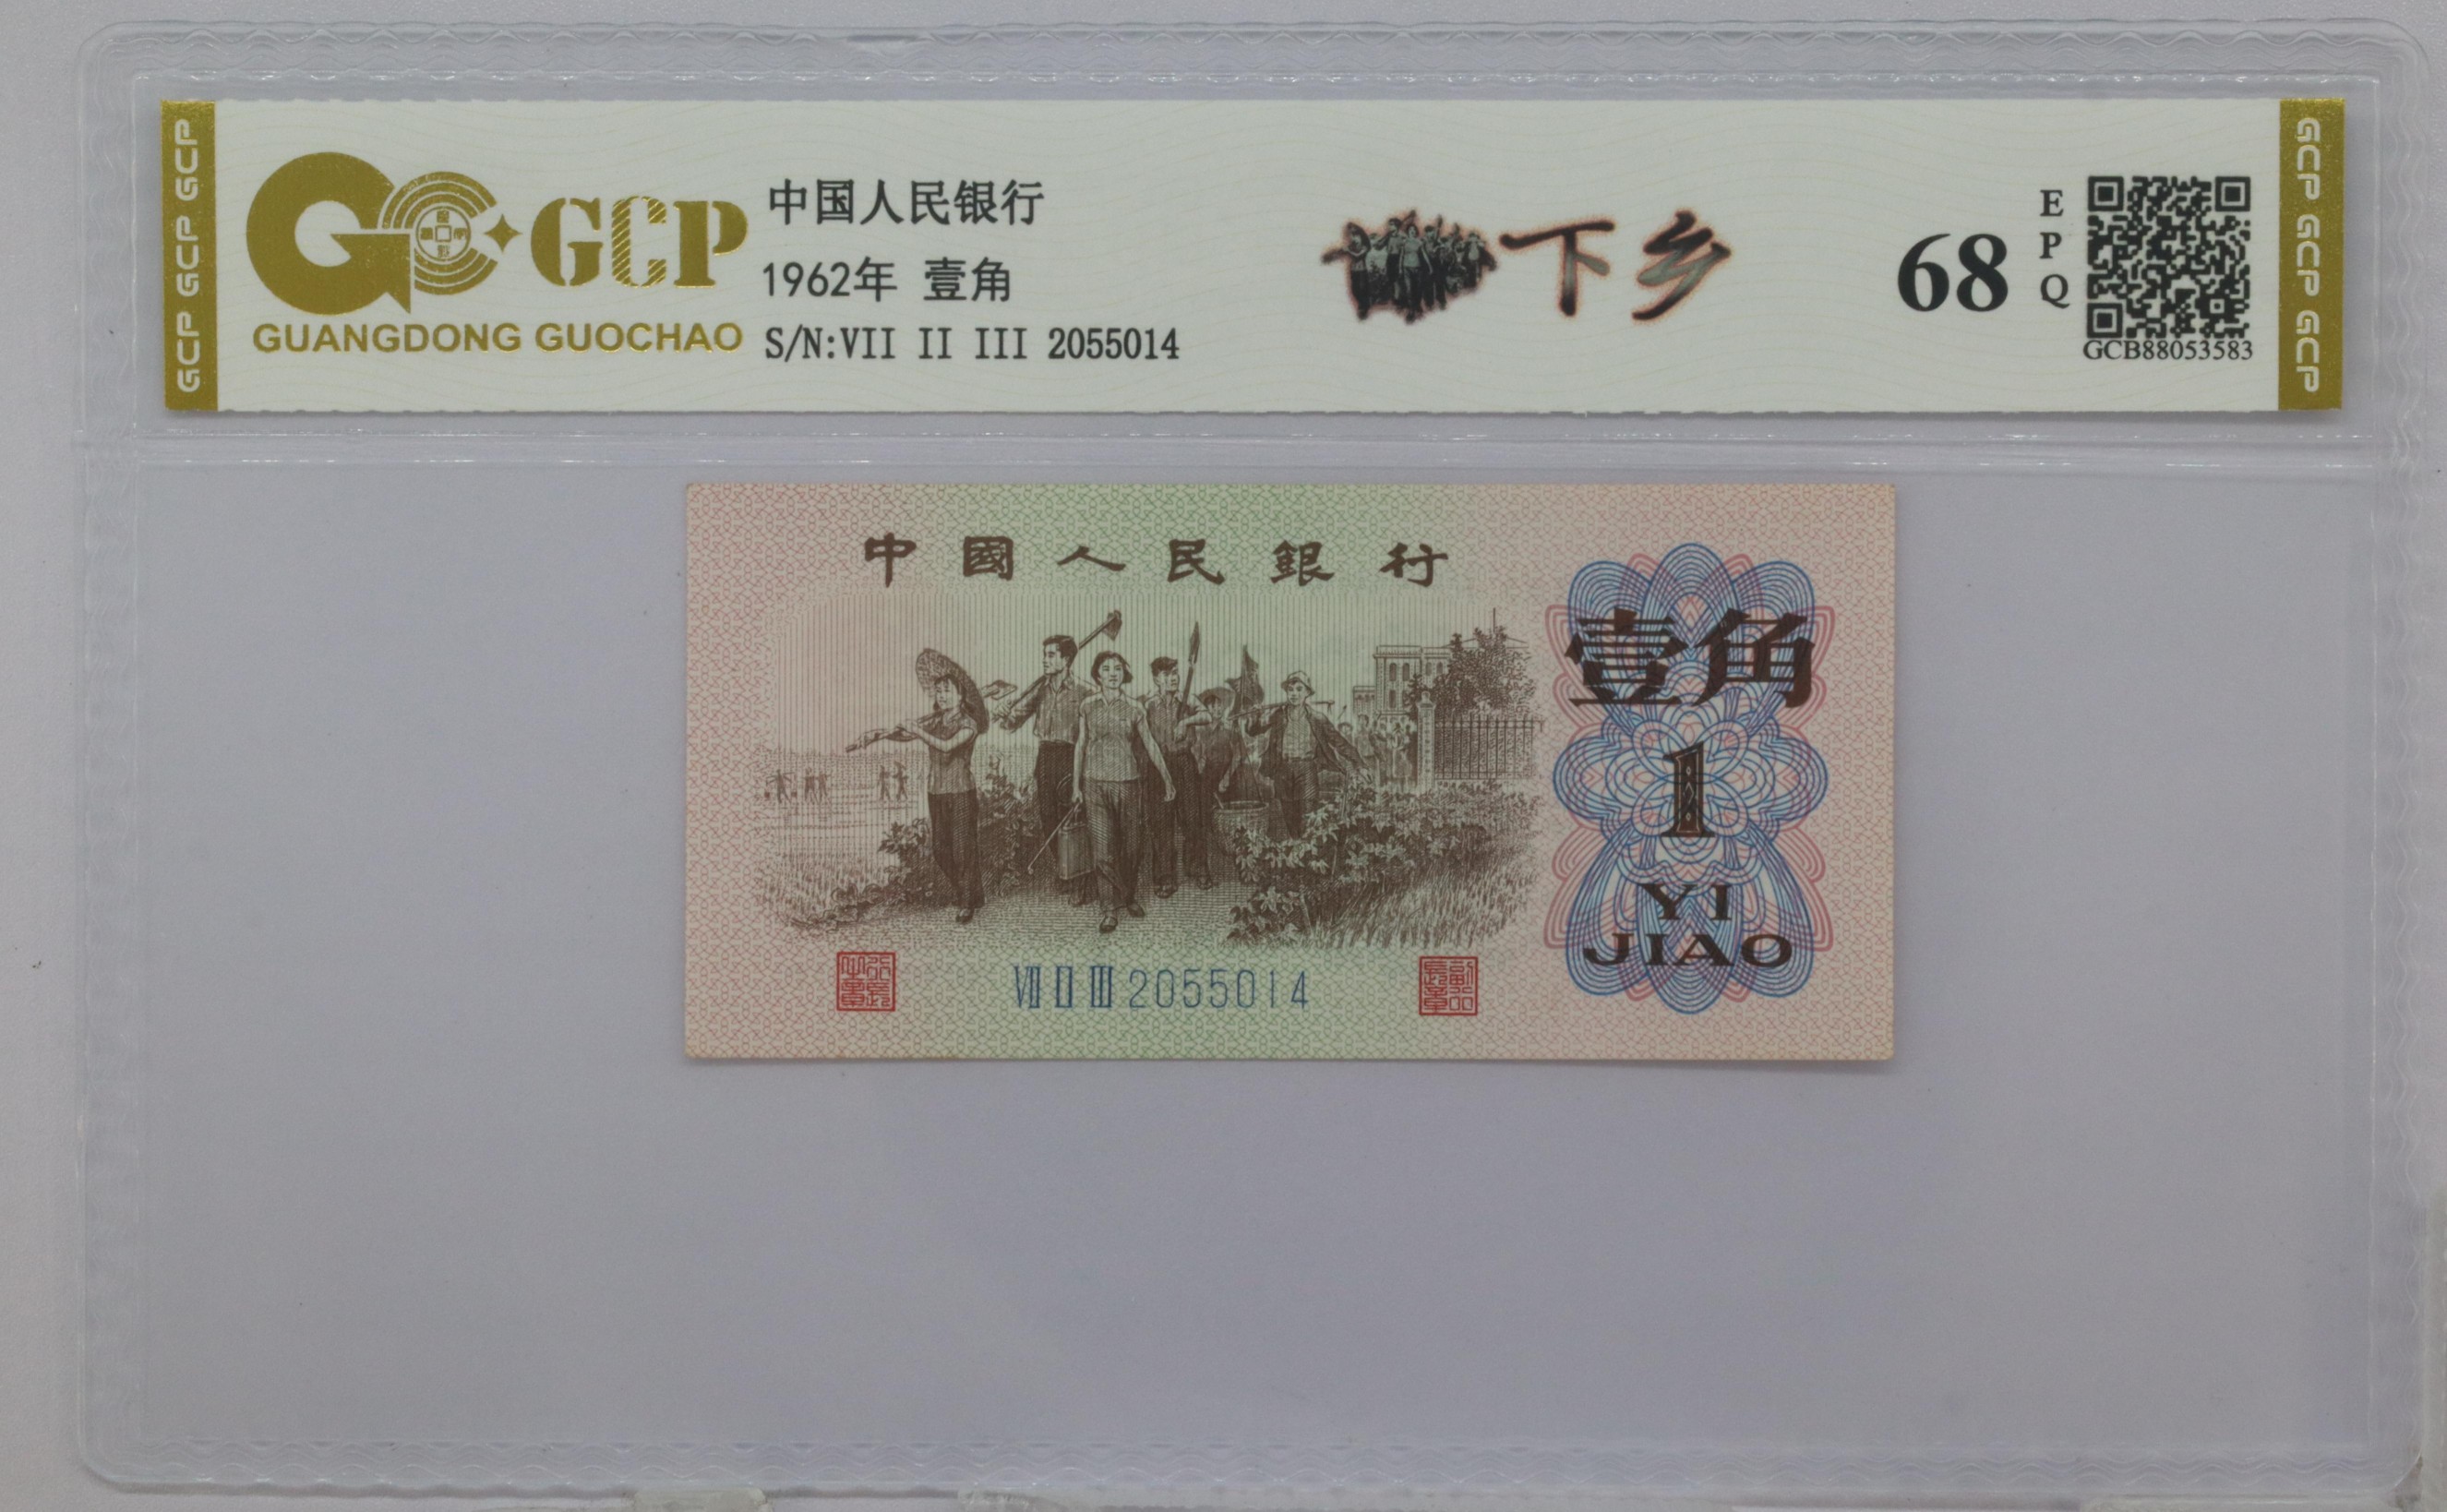 GCP GCP GCP
GCP
GUANGDONG GUOCHAO
中国人民银行
1962年 壹角
S/N:VII II III 2055014
下乡
68
EPQ
GCB88053583
GCP GCP GCP
中國人民銀行
壹角
1
YI
JIAO
VII II III 2055014